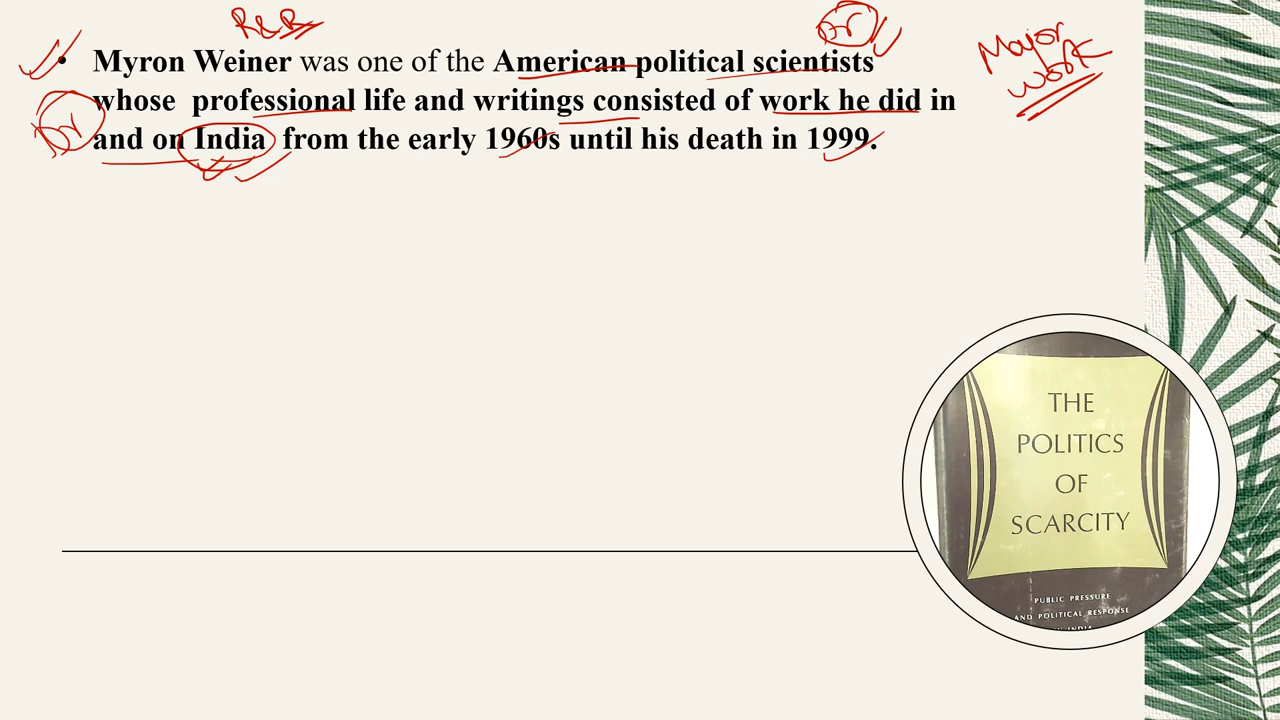 • Myron Weiner was one of the American political scientists
whose professional life and writings consisted of work he did in
and on India from the early 1960s until his death in 1999.
Major
work
THE
POLITICS
OF
SCARCITY
PUBLIC PRESSURE
AND POLITICAL RESPONSE
IN INDIA